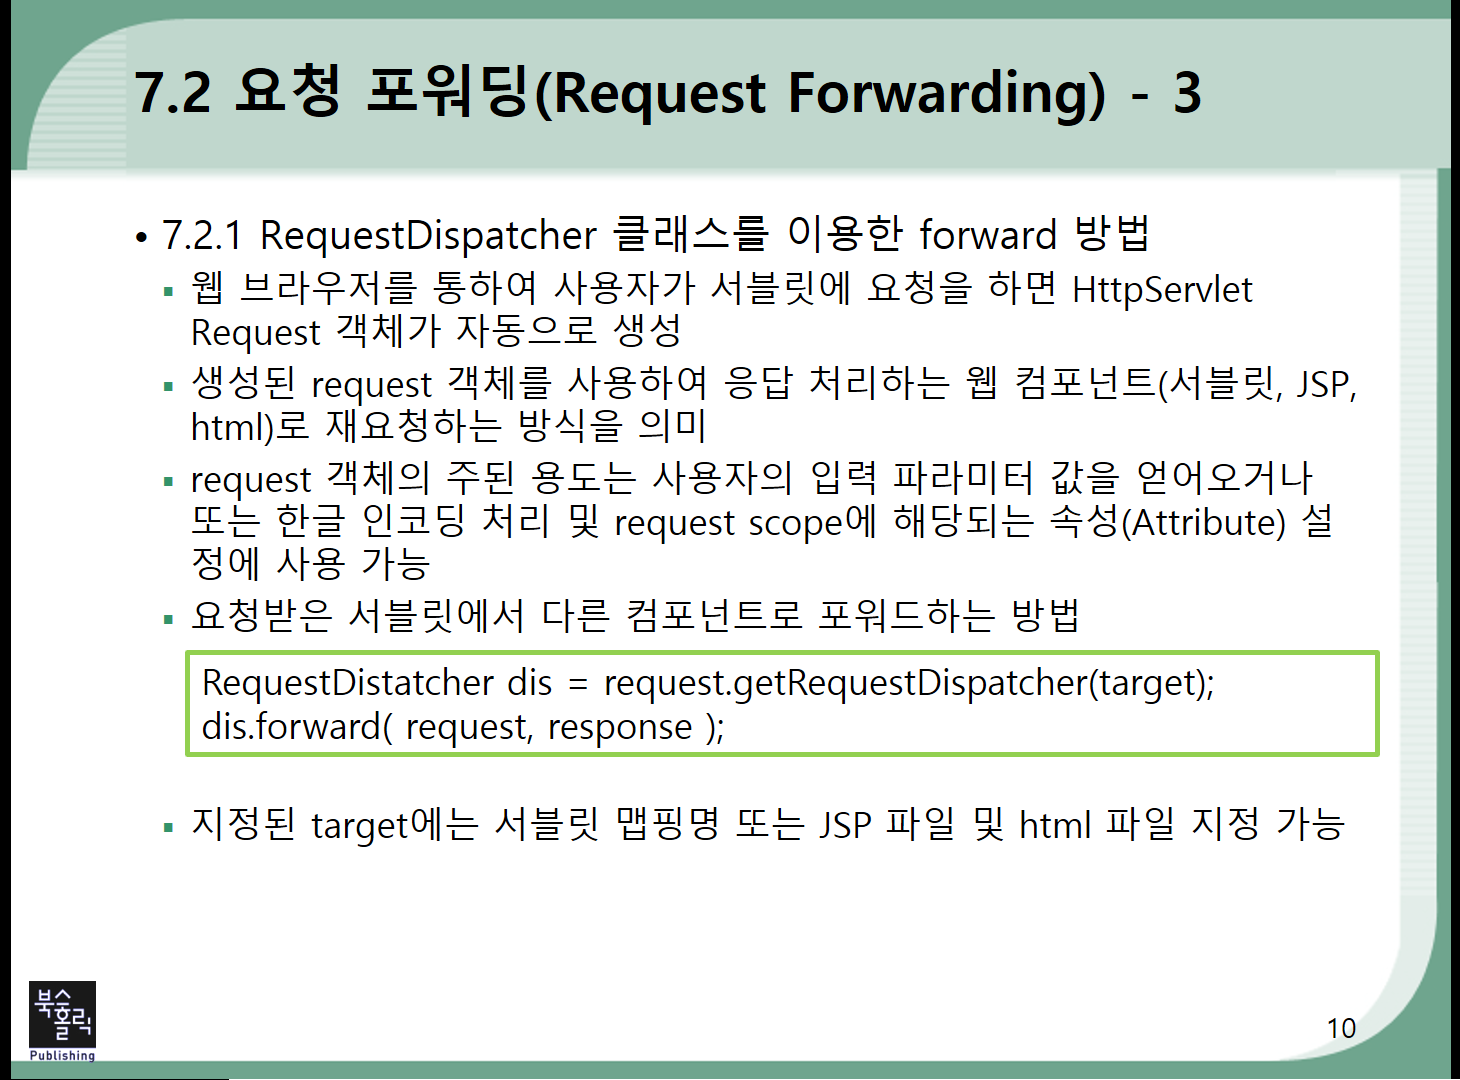 7.2 요청 포워딩(Request Forwarding) - 3
• 7.2.1 RequestDispatcher 클래스를 이용한 forward 방법
▪ 웹 브라우저를 통하여 사용자가 서블릿에 요청을 하면 HttpServlet
Request 객체가 자동으로 생성
▪ 생성된 request 객체를 사용하여 응답 처리하는 웹 컴포넌트(서블릿, JSP,
html)로 재요청하는 방식을 의미
▪ request 객체의 주된 용도는 사용자의 입력 파라미터 값을 얻어오거나
또는 한글 인코딩 처리 및 request scope에 해당되는 속성(Attribute) 설
정에 사용 가능
▪ 요청받은 서블릿에서 다른 컴포넌트로 포워드하는 방법
RequestDistatcher dis = request.getRequestDispatcher(target);
dis.forward( request, response );
▪ 지정된 target에는 서블릿 맵핑명 또는 JSP 파일 및 html 파일 지정 가능
북스
홀릭
Publishing
10